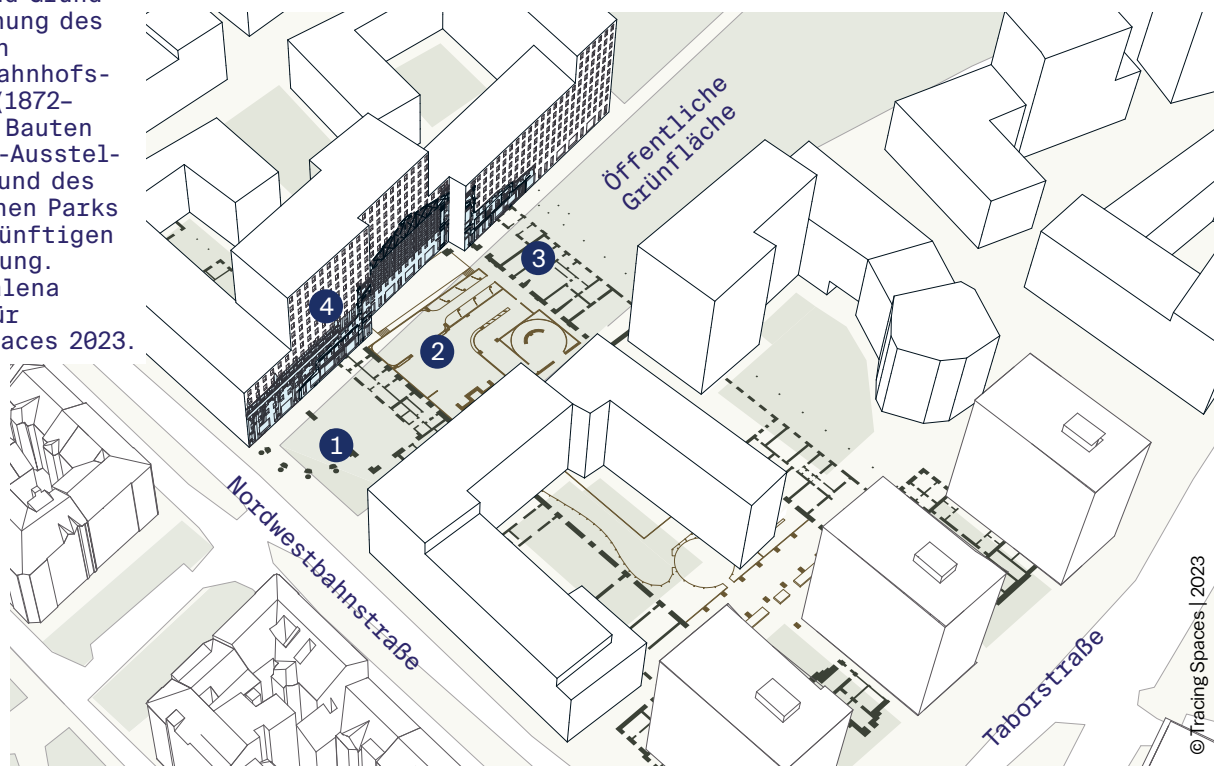 nung des
n
ahnhofs-
(1872–
Bauten
-Ausstel-
und des
nen Parks
ünftigen
ung.
lena
ür
aces 2023.
Öffentliche
Grünfläche
3
4
2
1
Nordwestbahnstraße
Taborstraße
© Tracing Spaces | 2023